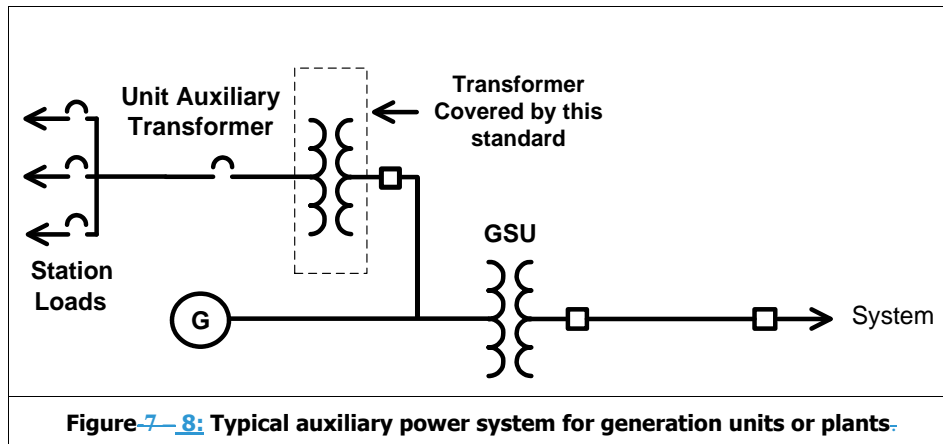 Unit Auxiliary
Transformer
Transformer
Covered by this
standard
GSU
Station
Loads
G
System
Figure-7 – 8: Typical auxiliary power system for generation units or plants.